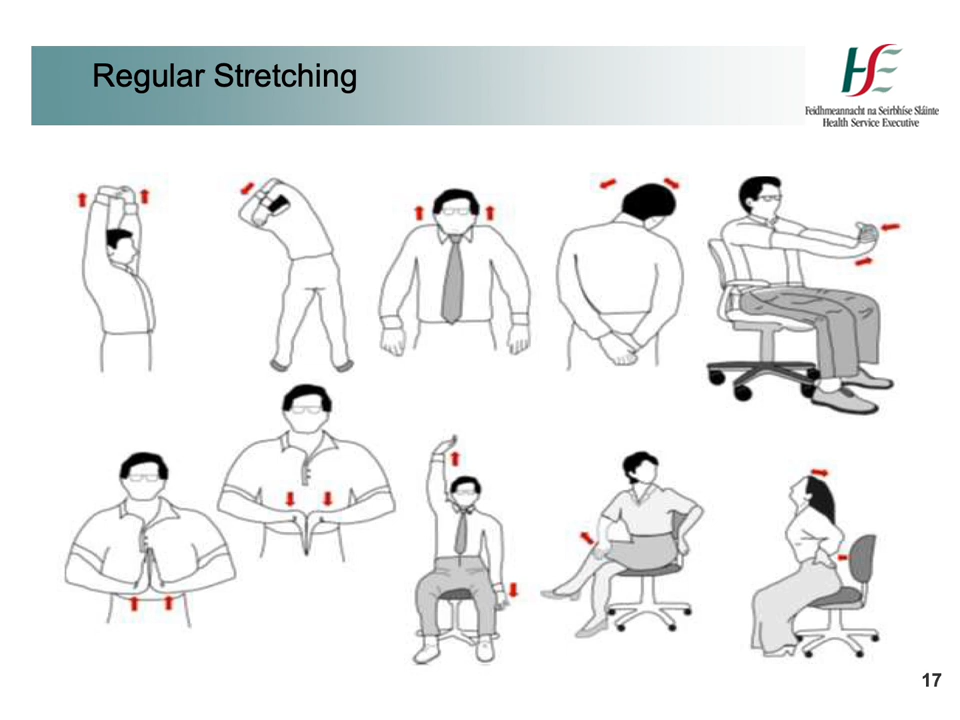 Regular Stretching
Feidhmeannacht na Seirbhíse Sláinte
Health Service Executive
17